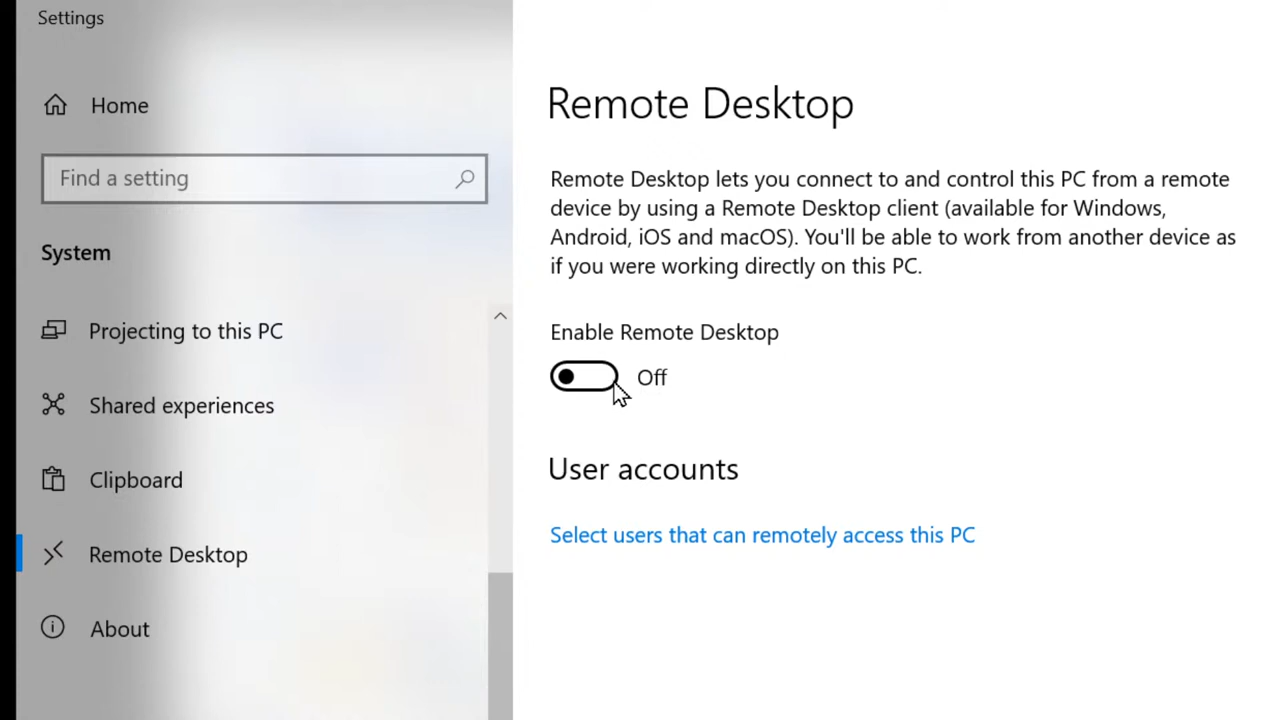 Settings
Home
Find a setting
System
Projecting to this PC
Shared experiences
Clipboard
Remote Desktop
About
Remote Desktop
Remote Desktop lets you connect to and control this PC from a remote
device by using a Remote Desktop client (available for Windows,
Android, iOS and macOS). You'll be able to work from another device as
if you were working directly on this PC.
Enable Remote Desktop
Off
User accounts
Select users that can remotely access this PC